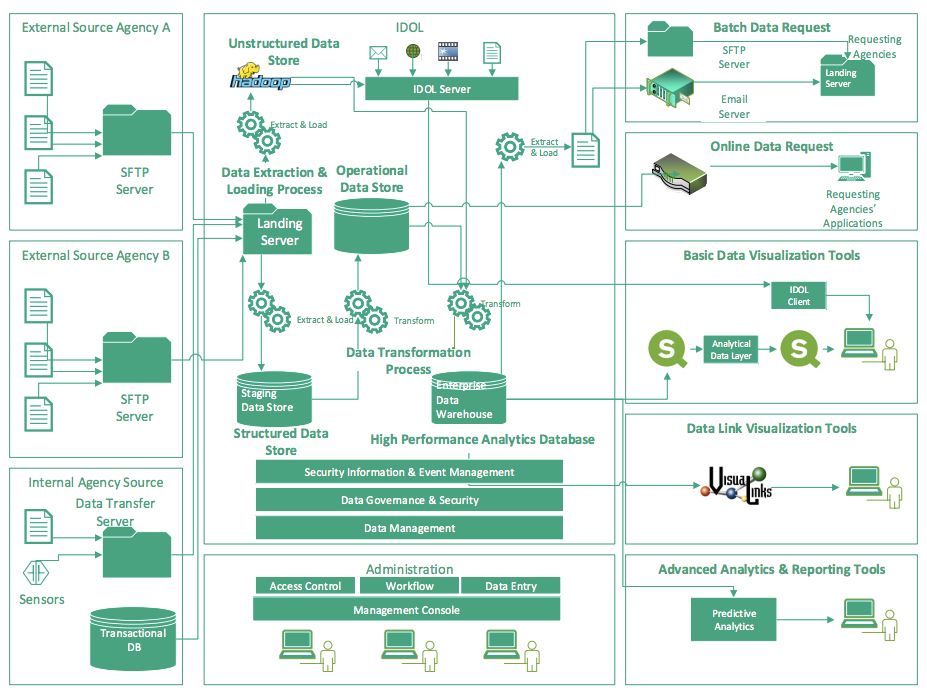 External Source Agency A
SFTP
Server
External Source Agency B
SFTP
Server
Internal Agency Source
Data Transfer
Server
Sensors
Transactional
DB
IDOL
Unstructured Data
Store
hadoop
IDOL Server
Extract & Load
Data Extraction &
Loading Process
Operational
Data Store
Landing
Server
Extract
& Load
Extract & Load
Transform
Transform
Data Transformation
Process
Staging
Data Store
Enterprise
Data
Warehouse
Structured Data
Store
High Performance Analytics Database
Security Information & Event Management
Data Governance & Security
Data Management
Administration
Access Control
Workflow
Data Entry
Management Console
Batch Data Request
SFTP
Server
Requesting
Agencies
Landing
Server
Email
Server
Online Data Request
Requesting
Agencies’
Applications
Basic Data Visualization Tools
IDOL
Client
S
Analytical
Data Layer
S
Data Link Visualization Tools
Visual
Links
Advanced Analytics & Reporting Tools
Predictive
Analytics